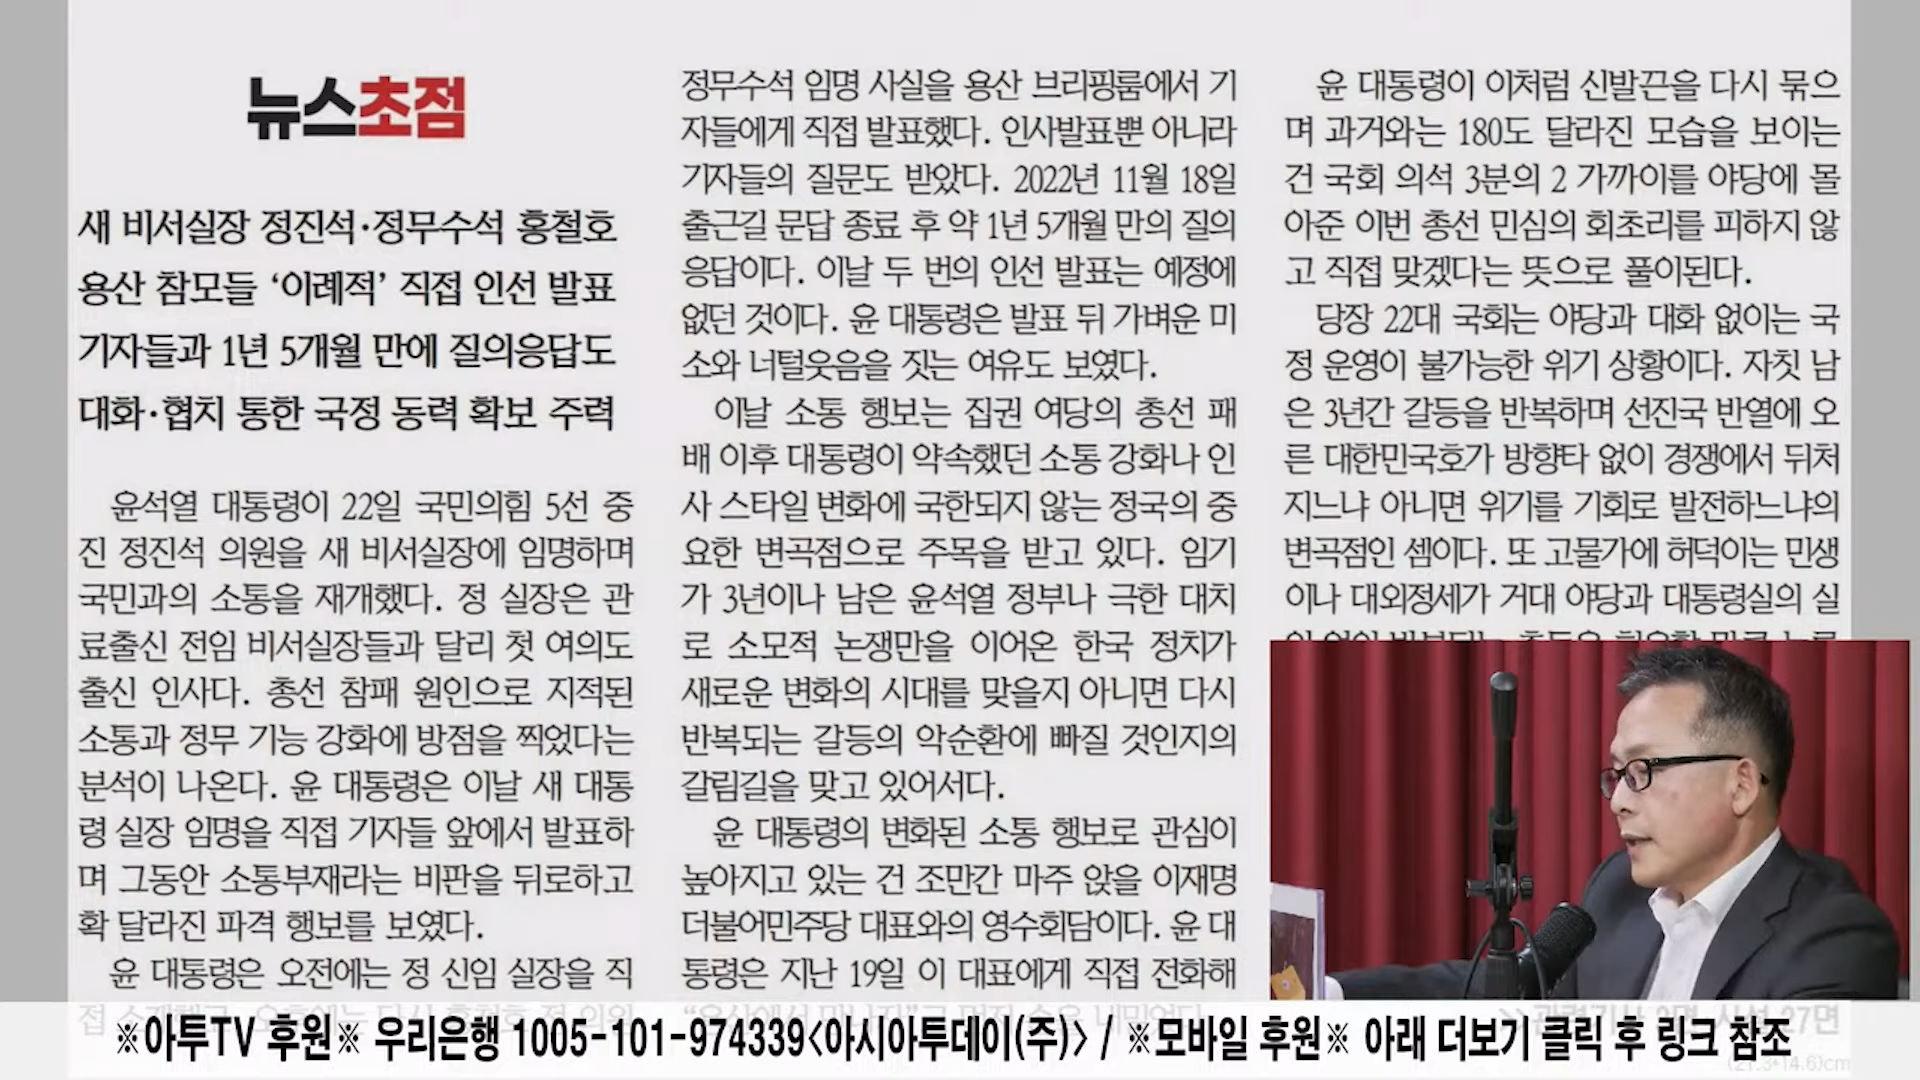 뉴스초점
새 비서실장 정진석·정무수석 홍철호
용산 참모들 ‘이례적’ 직접 인선 발표
기자들과 1년 5개월 만에 질의응답도
대화·협치 통한 국정 동력 확보 주력
윤석열 대통령이 22일 국민의힘 5선 중
진 정진석 의원을 새 비서실장에 임명하며
국민과의 소통을 재개했다. 정 실장은 관
료출신 전임 비서실장들과 달리 첫 여의도
출신 인사다. 총선 참패 원인으로 지적된
소통과 정무 기능 강화에 방점을 찍었다는
분석이 나온다. 윤 대통령은 이날 새 대통
령 실장 임명을 직접 기자들 앞에서 발표하
며 그동안 소통부재라는 비판을 뒤로하고
확 달라진 파격 행보를 보였다.
윤 대통령은 오전에는 정 신임 실장을 직
정무수석 임명 사실을 용산 브리핑룸에서 기
자들에게 직접 발표했다. 인사발표뿐 아니라
기자들의 질문도 받았다. 2022년 11월 18일
출근길 문답 종료 후 약 1년 5개월 만의 질의
응답이다. 이날 두 번의 인선 발표는 예정에
없던 것이다. 윤 대통령은 발표 뒤 가벼운 미
소와 너털웃음을 짓는 여유도 보였다.
이날 소통 행보는 집권 여당의 총선 패
배 이후 대통령이 약속했던 소통 강화나 인
사 스타일 변화에 국한되지 않는 정국의 중
요한 변곡점으로 주목을 받고 있다. 임기
가 3년이나 남은 윤석열 정부나 극한 대치
로 소모적 논쟁만을 이어온 한국 정치가
새로운 변화의 시대를 맞을지 아니면 다시
반복되는 갈등의 악순환에 빠질 것인지의
갈림길을 맞고 있어서다.
윤 대통령의 변화된 소통 행보로 관심이
높아지고 있는 건 조만간 마주 앉을 이재명
더불어민주당 대표와의 영수회담이다. 윤 대
통령은 지난 19일 이 대표에게 직접 전화해
윤 대통령이 이처럼 신발끈을 다시 묶으
며 과거와는 180도 달라진 모습을 보이는
건 국회 의석 3분의 2 가까이를 야당에 몰
아준 이번 총선 민심의 회초리를 피하지 않
고 직접 맞겠다는 뜻으로 풀이된다.
당장 22대 국회는 야당과 대화 없이는 국
정 운영이 불가능한 위기 상황이다. 자칫 남
은 3년간 갈등을 반복하며 선진국 반열에 오
른 대한민국호가 방향타 없이 경쟁에서 뒤처
지느냐 아니면 위기를 기회로 발전하느냐의
변곡점인 셈이다. 또 고물가에 허덕이는 민생
이나 대외정세가 거대 야당과 대통령실의 실
※아투TV 후원※ 우리은행 1005-101-974339<아시아투데이(주)> / ※모바일 후원※ 아래 더보기 클릭 후 링크 참조